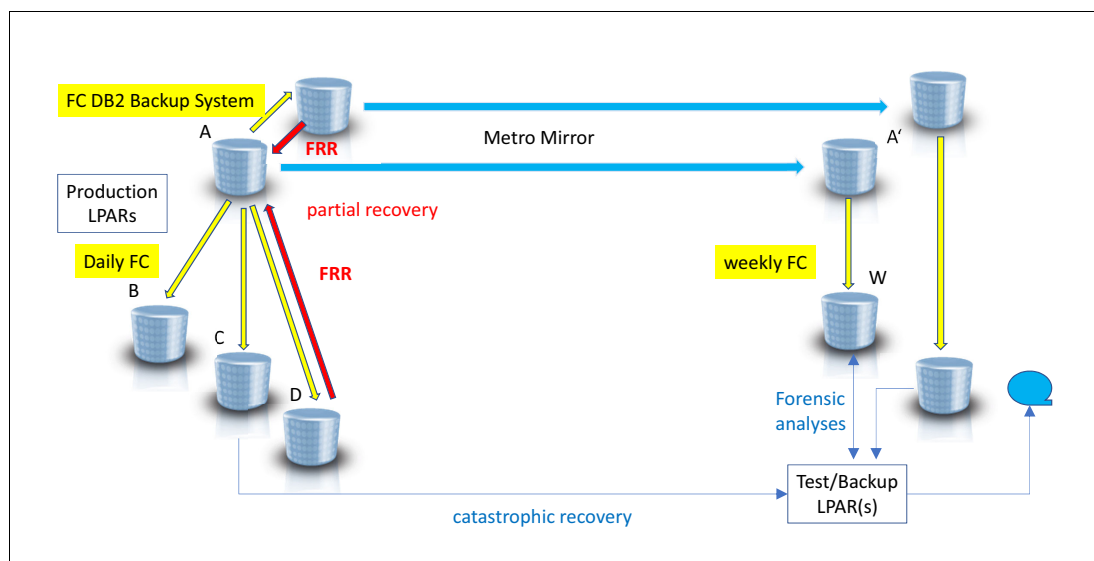 FC DB2 Backup System
A
FRR
Metro Mirror
A‘
Production
LPARs
partial recovery
Daily FC
FRR
weekly FC
B
W
C
D
Forensic
analyses
Test/Backup
LPAR(s)
catastrophic recovery